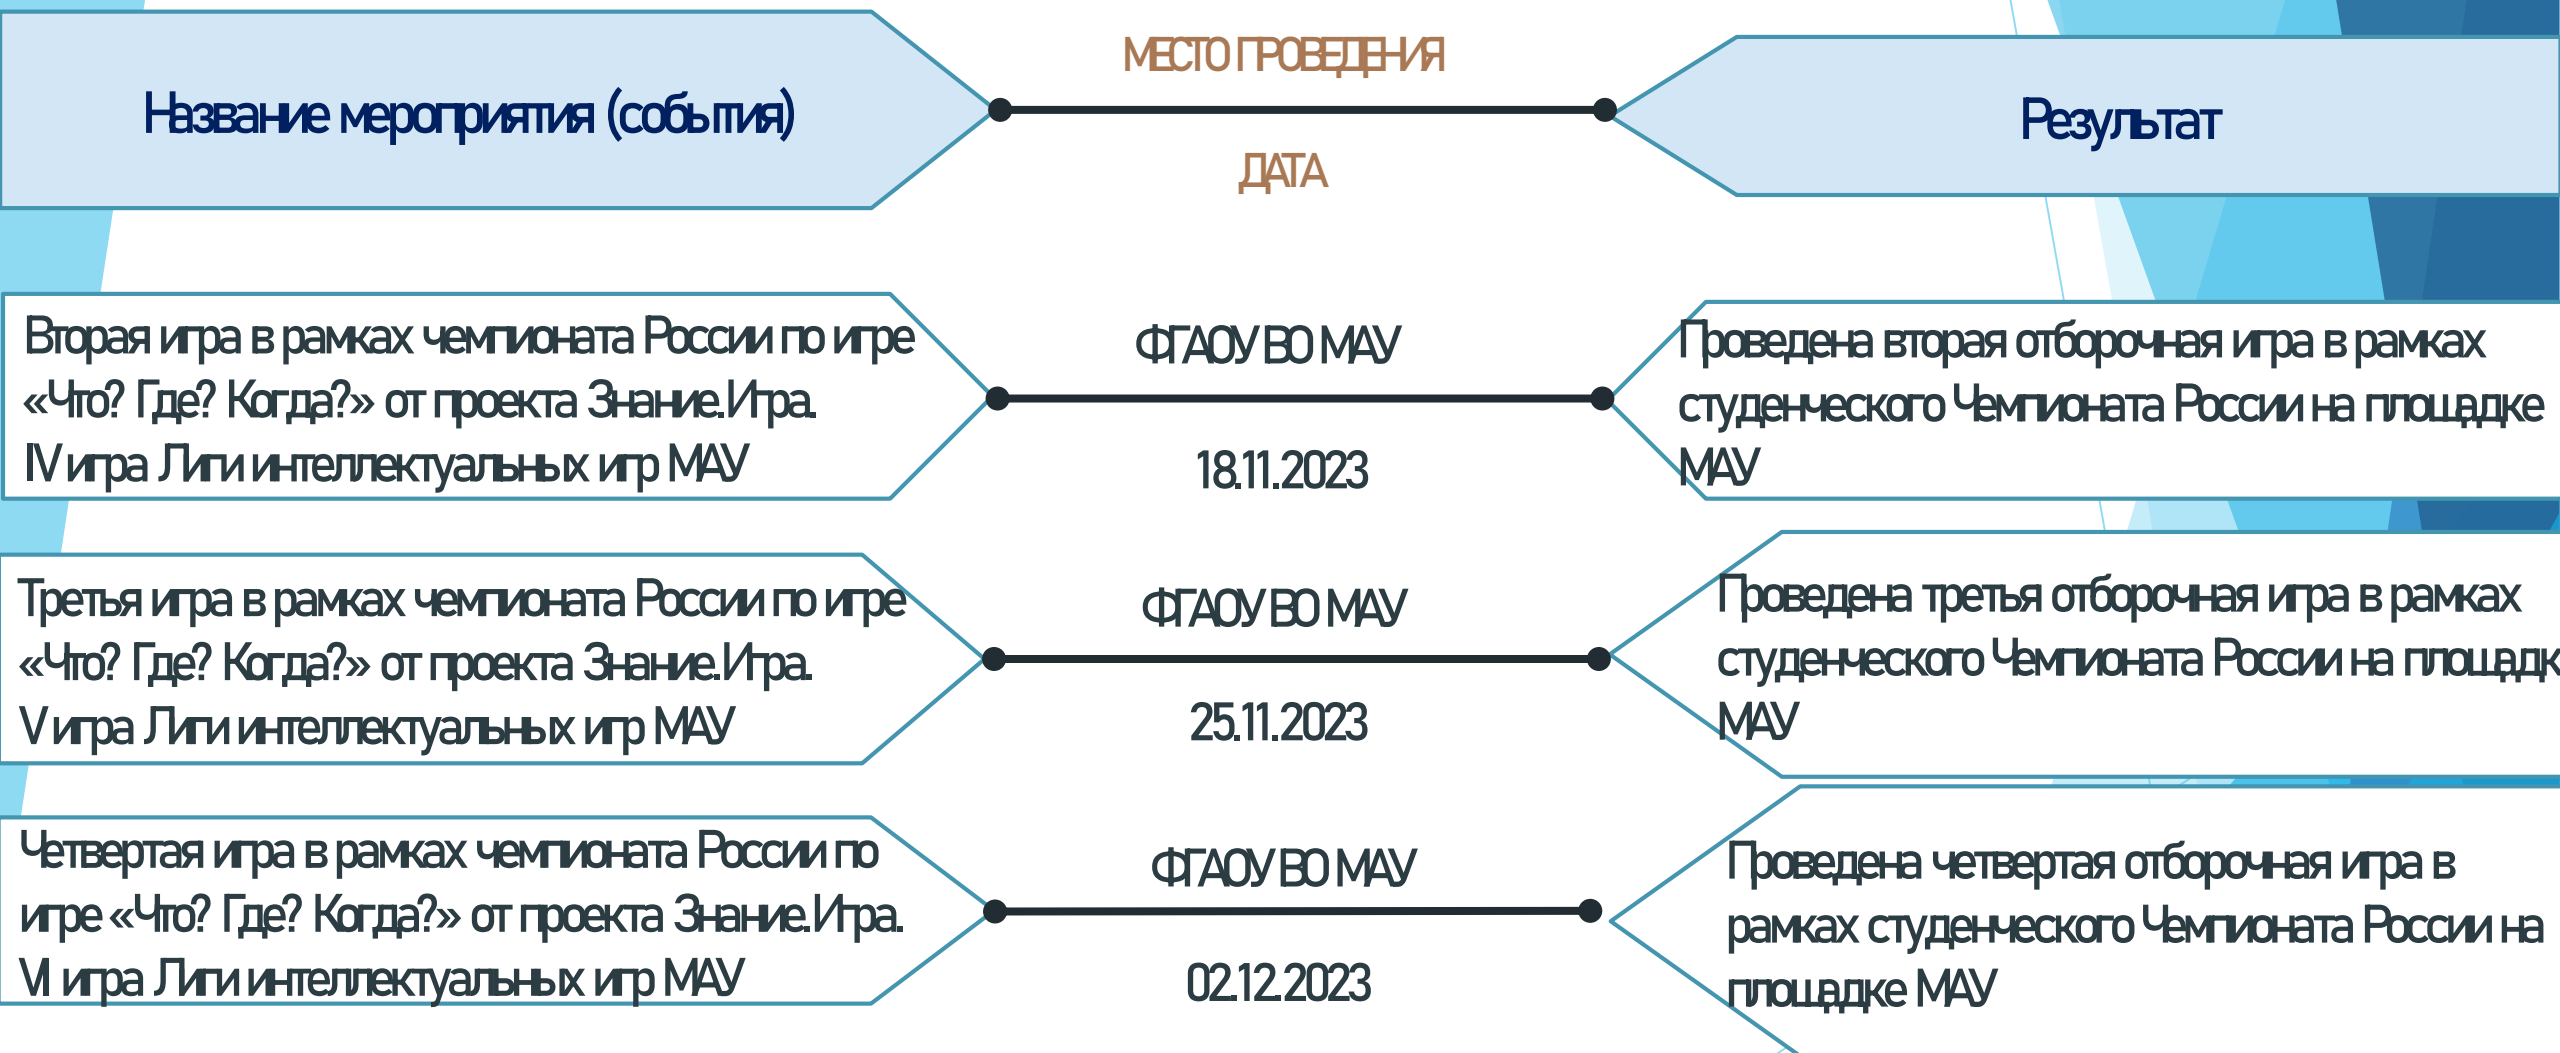 Название мероприятия (события)
МЕСТО ПРОВЕДЕНИЯ
ДАТА
Результат
Вторая игра в рамках чемпионата России по игре
«Что? Где? Когда?» от проекта Знание.Игра.
IV игра Лиги интеллектуальных игр МАУ
ФГАОУ ВО МАУ
18.11.2023
Проведена вторая отборочная игра в рамках
студенческого Чемпионата России на площадке
МАУ
Третья игра в рамках чемпионата России по игре
«Что? Где? Когда?» от проекта Знание.Игра.
V игра Лиги интеллектуальных игр МАУ
ФГАОУ ВО МАУ
25.11.2023
Проведена третья отборочная игра в рамках
студенческого Чемпионата России на площадк
МАУ
Четвертая игра в рамках чемпионата России по
игре «Что? Где? Когда?» от проекта Знание.Игра.
VI игра Лиги интеллектуальных игр МАУ
ФГАОУ ВО МАУ
02.12.2023
Проведена четвертая отборочная игра в
рамках студенческого Чемпионата России на
площадке МАУ